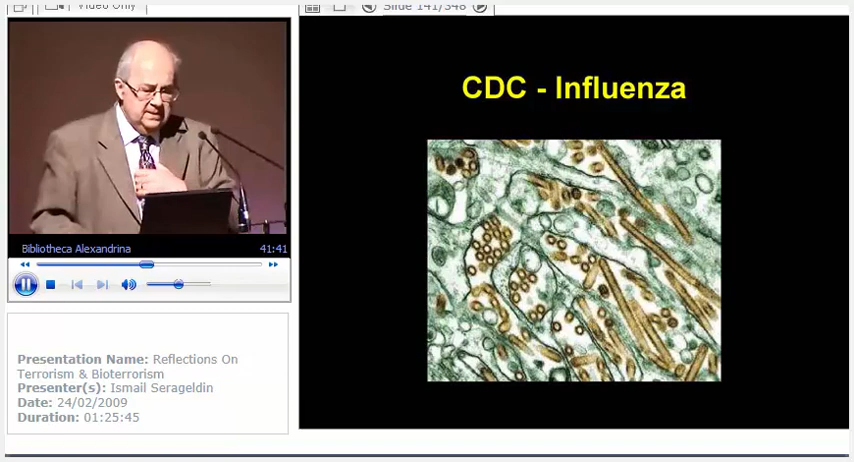 Video Only
Slide 141/348
CDC - Influenza
Bibliotheca Alexandrina 41:41
Presentation Name: Reflections On
Terrorism & Bioterrorism
Presenter(s): Ismail Serageldin
Date: 24/02/2009
Duration: 01:25:45